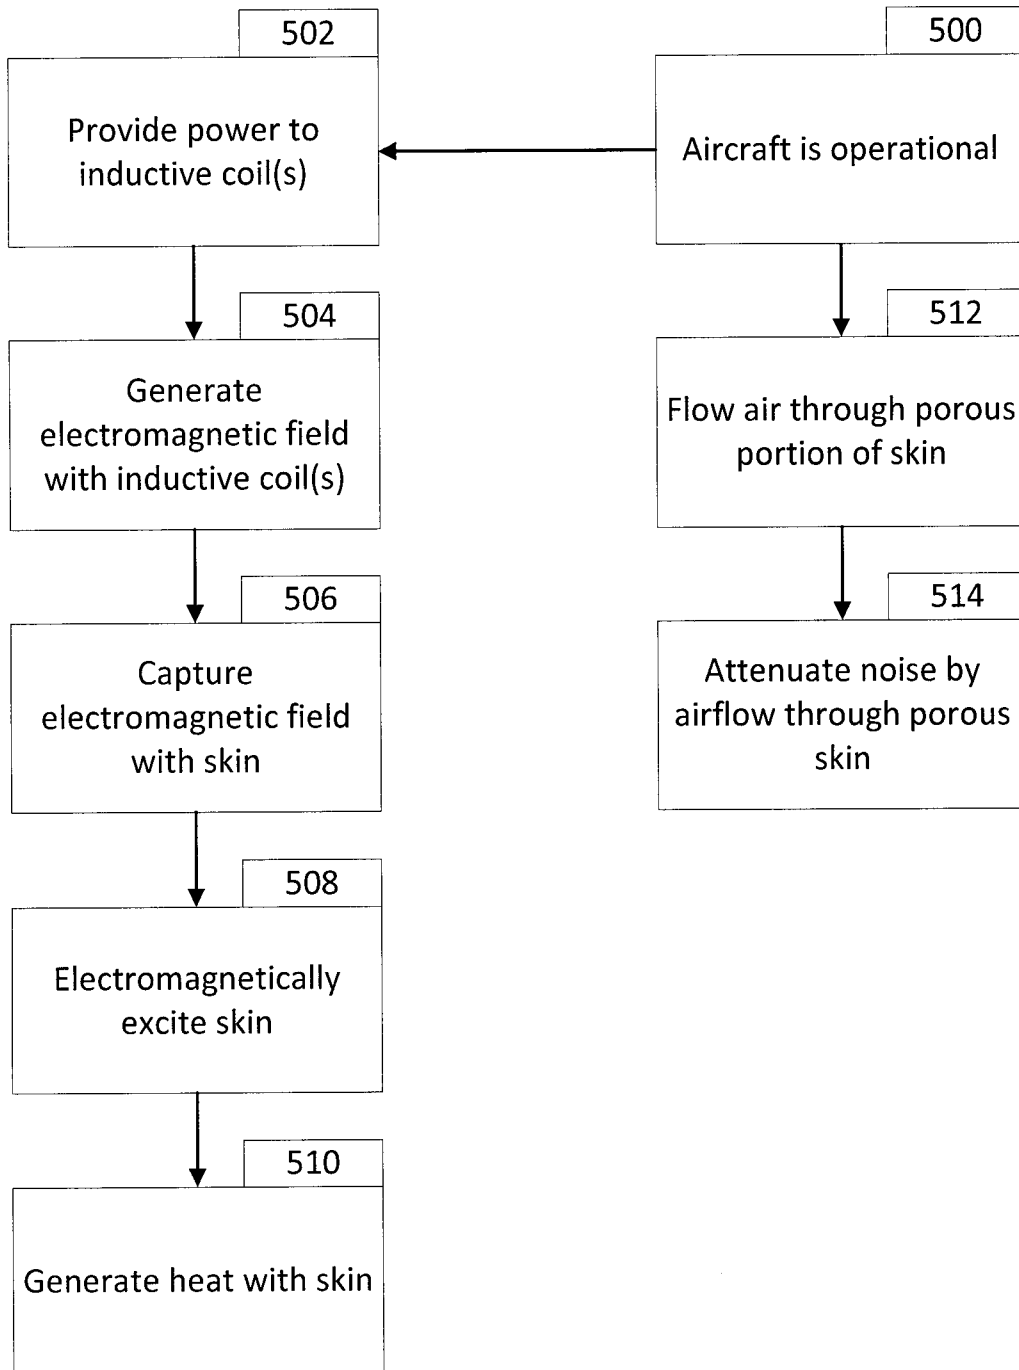 502
Provide power to
inductive coil(s)
500
Aircraft is operational
504
Generate
electromagnetic field
with inductive coil(s)
512
Flow air through porous
portion of skin
506
Capture
electromagnetic field
with skin
514
Attenuate noise by
airflow through porous
skin
508
Electromagnetically
excite skin
510
Generate heat with skin